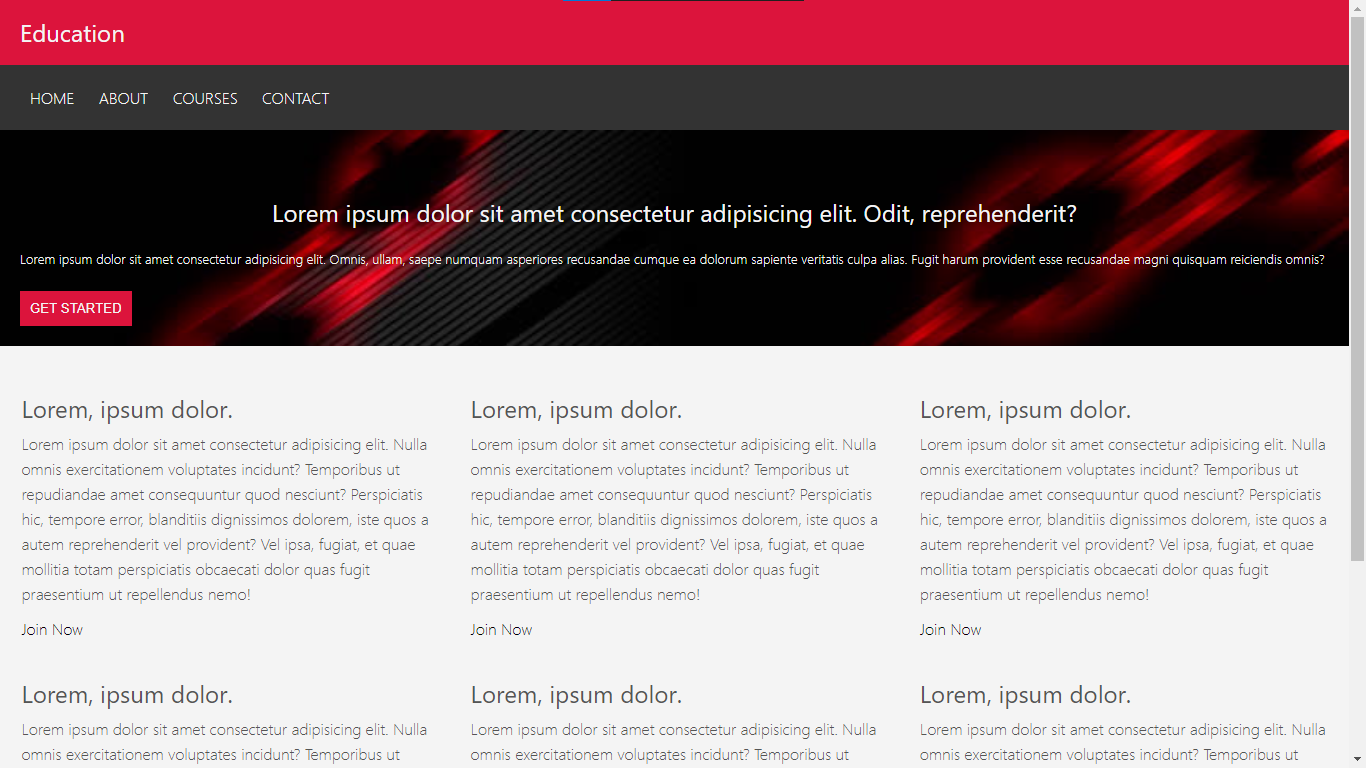 Education
HOME ABOUT COURSES CONTACT
Lorem ipsum dolor sit amet consectetur adipisicing elit. Odit, reprehenderit?
Lorem ipsum dolor sit amet consectetur adipisicing elit. Omnis, ullam, saepe numquam asperiores recusandae cumque ea dolorum sapiente veritatis culpa alias. Fugit harum provident esse recusandae magni quisquam reiciendis omnis?
GET STARTED
Lorem, ipsum dolor.
Lorem ipsum dolor sit amet consectetur adipisicing elit. Nulla
omnis exercitationem voluptates incidunt? Temporibus ut
repudiandae amet consequuntur quod nesciunt? Perspiciatis
hic, tempore error, blanditiis dignissimos dolorem, iste quos a
autem reprehenderit vel provident? Vel ipsa, fugiat, et quae
mollitia totam perspiciatis obcaecati dolor quas fugit
praesentium ut repellendus nemo!
Join Now
Lorem, ipsum dolor.
Lorem ipsum dolor sit amet consectetur adipisicing elit. Nulla
omnis exercitationem voluptates incidunt? Temporibus ut
repudiandae amet consequuntur quod nesciunt? Perspiciatis
hic, tempore error, blanditiis dignissimos dolorem, iste quos a
autem reprehenderit vel provident? Vel ipsa, fugiat, et quae
mollitia totam perspiciatis obcaecati dolor quas fugit
praesentium ut repellendus nemo!
Join Now
Lorem, ipsum dolor.
Lorem ipsum dolor sit amet consectetur adipisicing elit. Nulla
omnis exercitationem voluptates incidunt? Temporibus ut
repudiandae amet consequuntur quod nesciunt? Perspiciatis
hic, tempore error, blanditiis dignissimos dolorem, iste quos a
autem reprehenderit vel provident? Vel ipsa, fugiat, et quae
mollitia totam perspiciatis obcaecati dolor quas fugit
praesentium ut repellendus nemo!
Join Now
Lorem, ipsum dolor.
Lorem ipsum dolor sit amet consectetur adipisicing elit. Nulla
omnis exercitationem voluptates incidunt? Temporibus ut
Lorem, ipsum dolor.
Lorem ipsum dolor sit amet consectetur adipisicing elit. Nulla
omnis exercitationem voluptates incidunt? Temporibus ut
Lorem, ipsum dolor.
Lorem ipsum dolor sit amet consectetur adipisicing elit. Nulla
omnis exercitationem voluptates incidunt? Temporibus ut